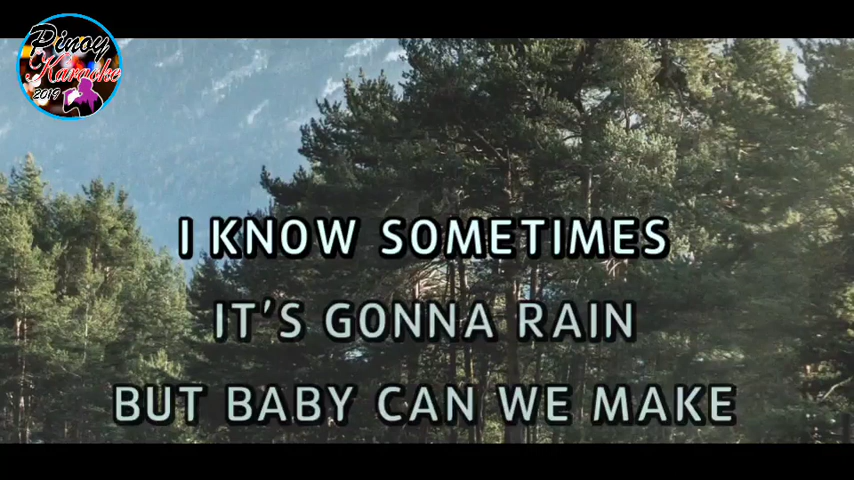 Pinoy
Karaoke
2019
I KNOW SOMETIMES
IT'S GONNA RAIN
BUT BABY CAN WE MAKE